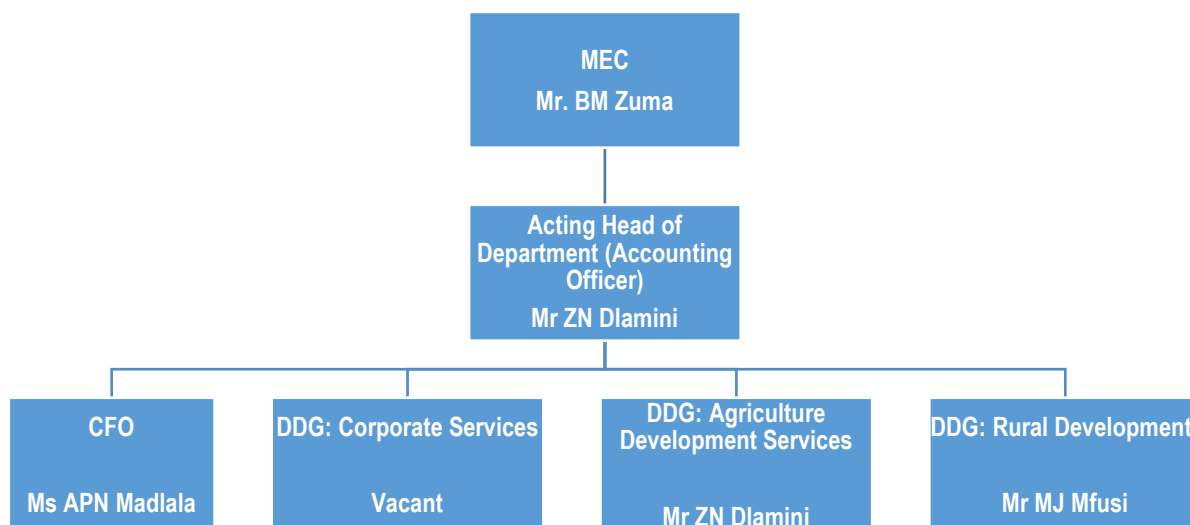 MEC
Mr. BM Zuma
Acting Head of
Department (Accounting
Officer)
Mr ZN Dlamini
CFO
Ms APN Madlala
DDG: Corporate Services
Vacant
DDG: Agriculture
Development Services
Mr ZN Dlamini
DDG: Rural Development
Mr MJ Mfusi